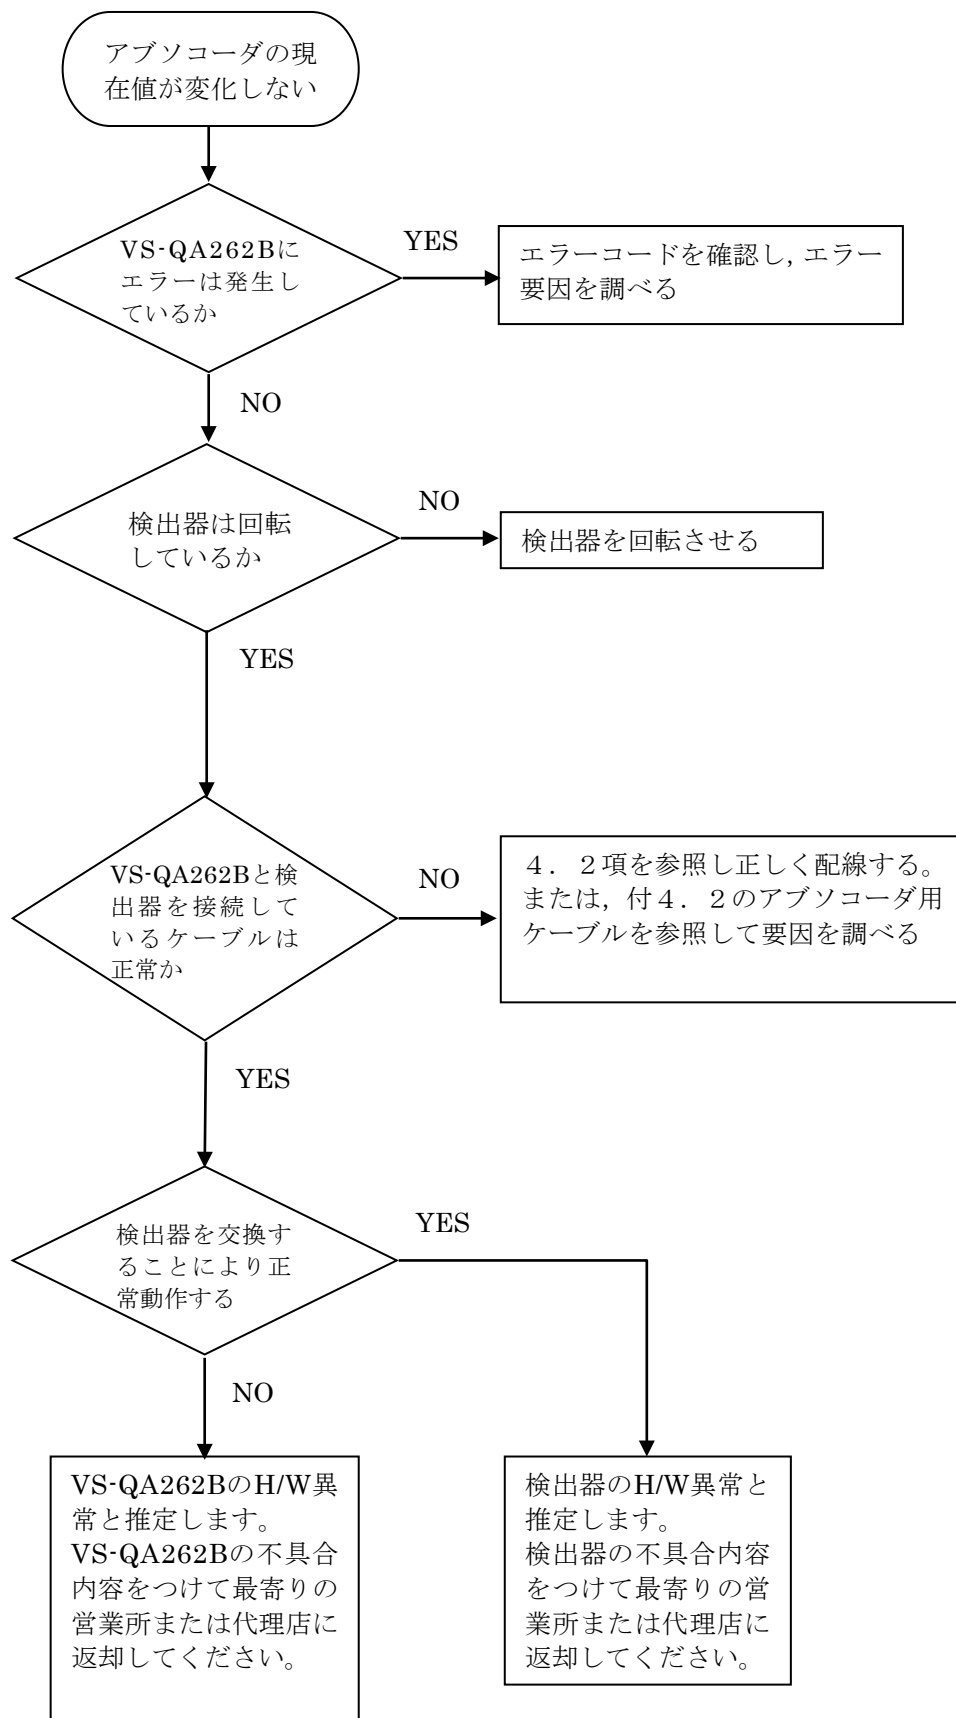 アブソコーダの現
在値が変化しない
VS-QA262Bに
エラーは発生し
ているか
YES
エラーコードを確認し,エラー
要因を調べる
NO
検出器は回転
しているか
NO
検出器を回転させる
YES
VS-QA262Bと検
出器を接続して
いるケーブルは
正常か
NO
4．2項を参照し正しく配線する。
または,付4．2のアブソコーダ用
ケーブルを参照して要因を調べる
YES
検出器を交換す
ることにより正
常動作する
YES
NO
VS-QA262BのH/W異
常と推定します。
VS-QA262Bの不具合
内容をつけて最寄りの
営業所または代理店に
返却してください。
検出器のH/W異常と
推定します。
検出器の不具合内容
をつけて最寄りの営
業所または代理店に
返却してください。